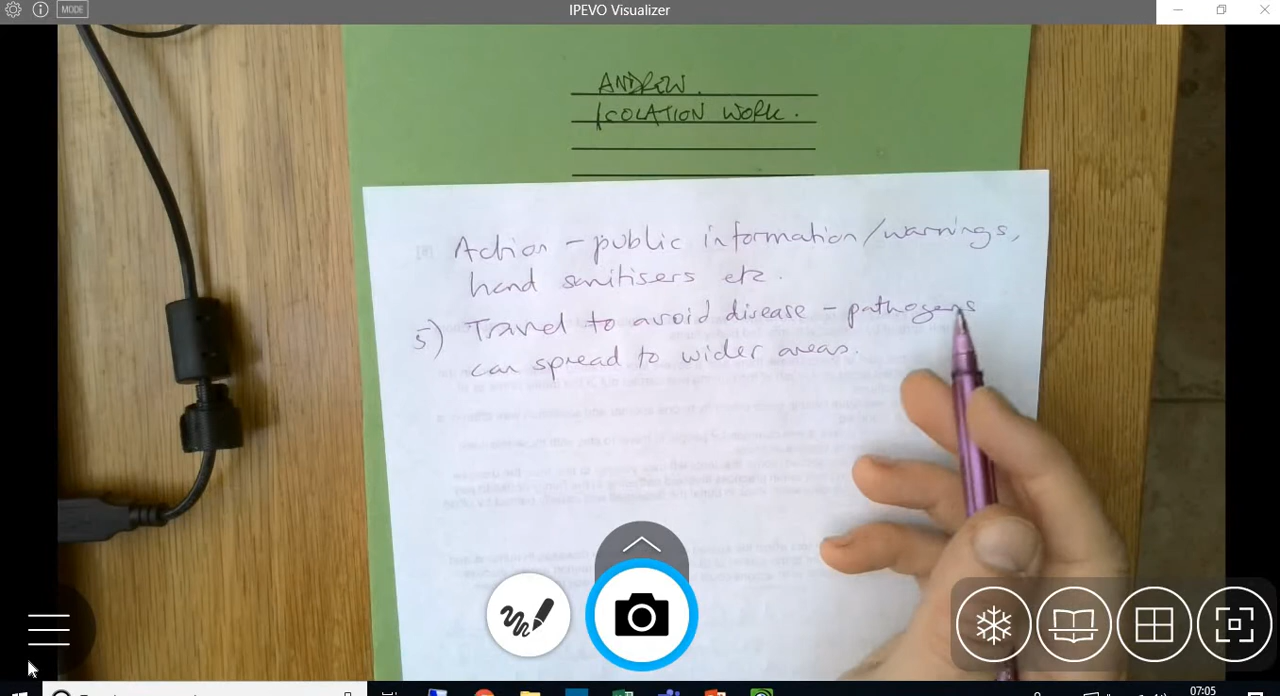 MODE
IPEVO Visualizer
ANDREW.
ISOLATION WORK.
Action - public information/warnings,
hand sanitisers etc.
5) Travel to avoid disease - pathogens
can spread to wider areas.
07:05